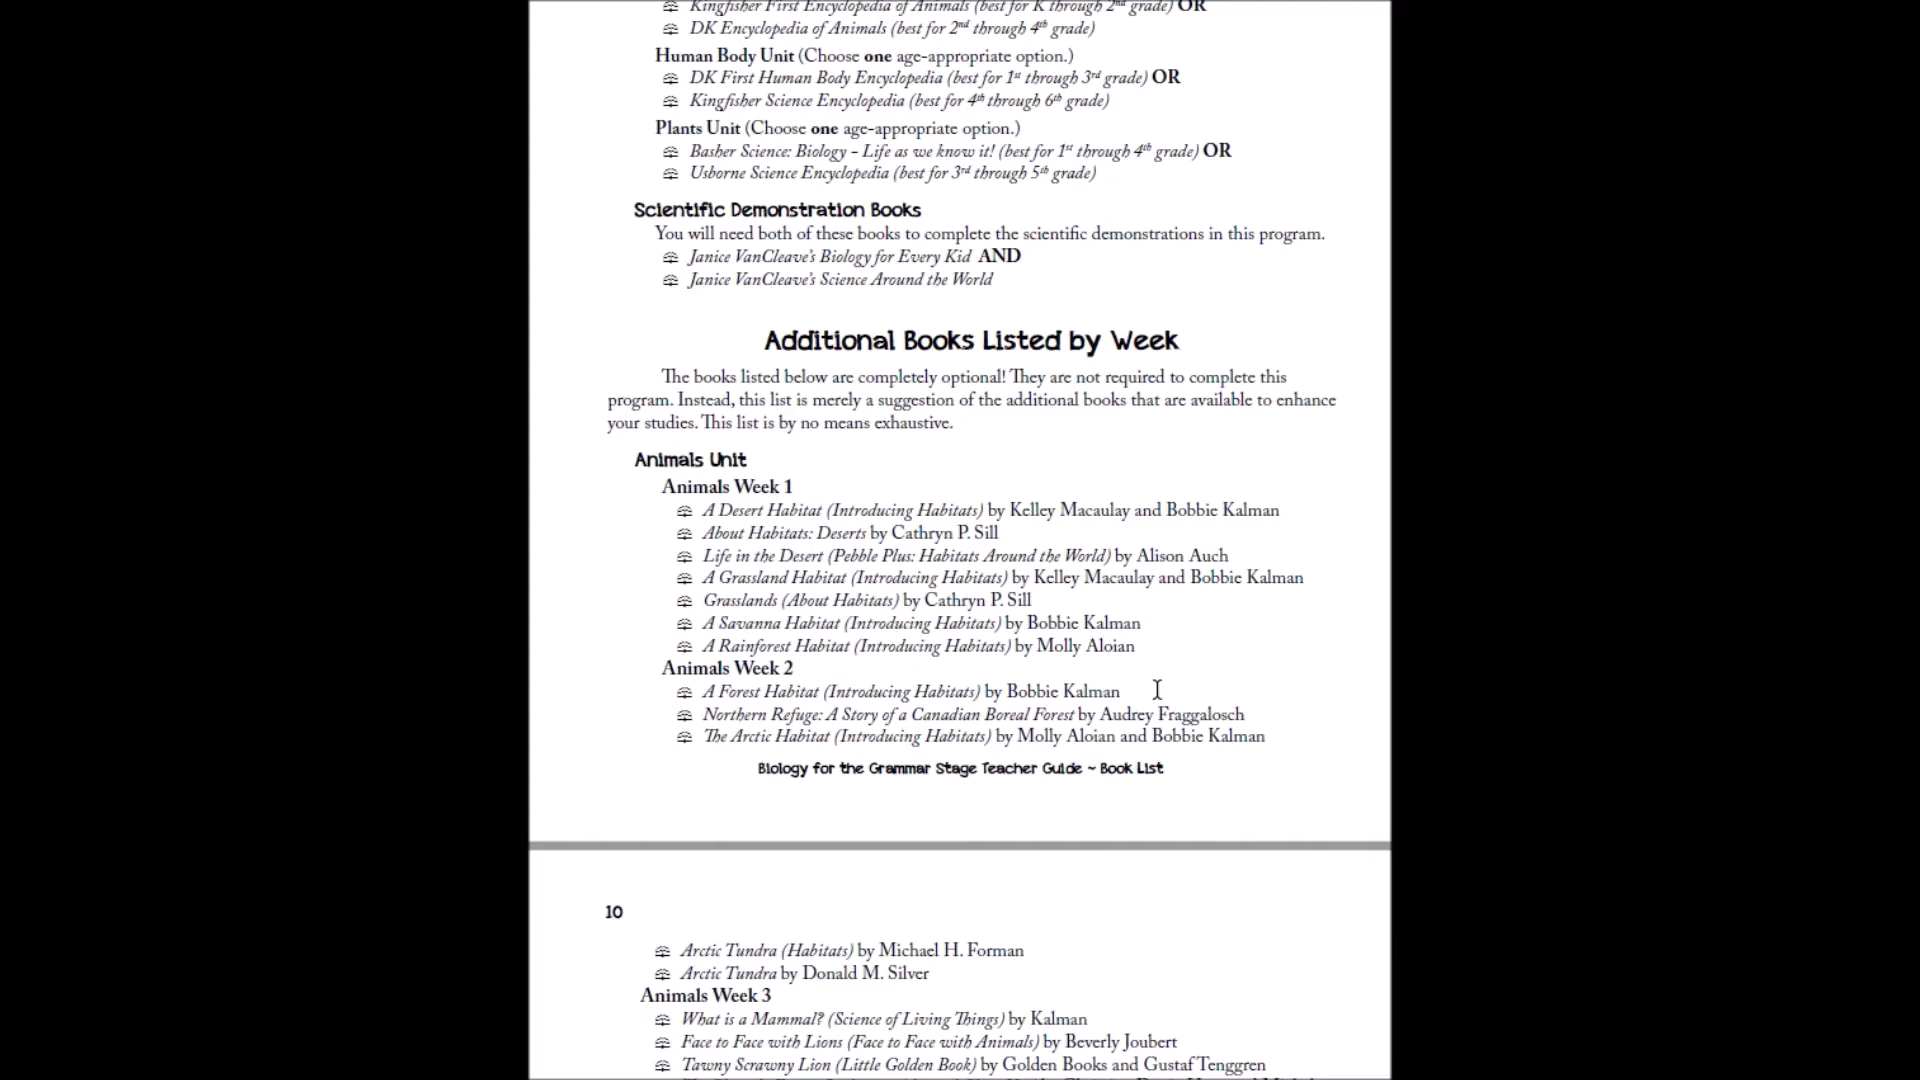 Kingfisher First Encyclopedia of Animals (best for K through 2nd grade) OR
DK Encyclopedia of Animals (best for 2nd through 4th grade)
Human Body Unit (Choose one age-appropriate option.)
DK First Human Body Encyclopedia (best for 1st through 3rd grade) OR
Kingfisher Science Encyclopedia (best for 4th through 6th grade)
Plants Unit (Choose one age-appropriate option.)
Basher Science: Biology – Life as we know it! (best for 1st through 4th grade) OR
Usborne Science Encyclopedia (best for 3rd through 5th grade)
Scientific Demonstration Books
You will need both of these books to complete the scientific demonstrations in this program.
Janice VanCleave's Biology for Every Kid AND
Janice VanCleave's Science Around the World
Additional Books Listed by Week
The books listed below are completely optional! They are not required to complete this
program. Instead, this list is merely a suggestion of the additional books that are available to enhance
your studies. This list is by no means exhaustive.
Animals Unit
Animals Week 1
A Desert Habitat (Introducing Habitats) by Kelley Macaulay and Bobbie Kalman
About Habitats: Deserts by Cathryn P. Sill
Life in the Desert (Pebble Plus: Habitats Around the World) by Alison Auch
A Grassland Habitat (Introducing Habitats) by Kelley Macaulay and Bobbie Kalman
Grasslands (About Habitats) by Cathryn P. Sill
A Savanna Habitat (Introducing Habitats) by Bobbie Kalman
A Rainforest Habitat (Introducing Habitats) by Molly Aloian
Animals Week 2
A Forest Habitat (Introducing Habitats) by Bobbie Kalman
Northern Refuge: A Story of a Canadian Boreal Forest by Audrey Fraggalosch
The Arctic Habitat (Introducing Habitats) by Molly Aloian and Bobbie Kalman
Biology for the Grammar Stage Teacher Guide ~ Book List
10
Arctic Tundra (Habitats) by Michael H. Forman
Arctic Tundra by Donald M. Silver
Animals Week 3
What is a Mammal? (Science of Living Things) by Kalman
Face to Face with Lions (Face to Face with Animals) by Beverly Joubert
Tawny Scrawny Lion (Little Golden Book) by Golden Books and Gustaf Tenggren